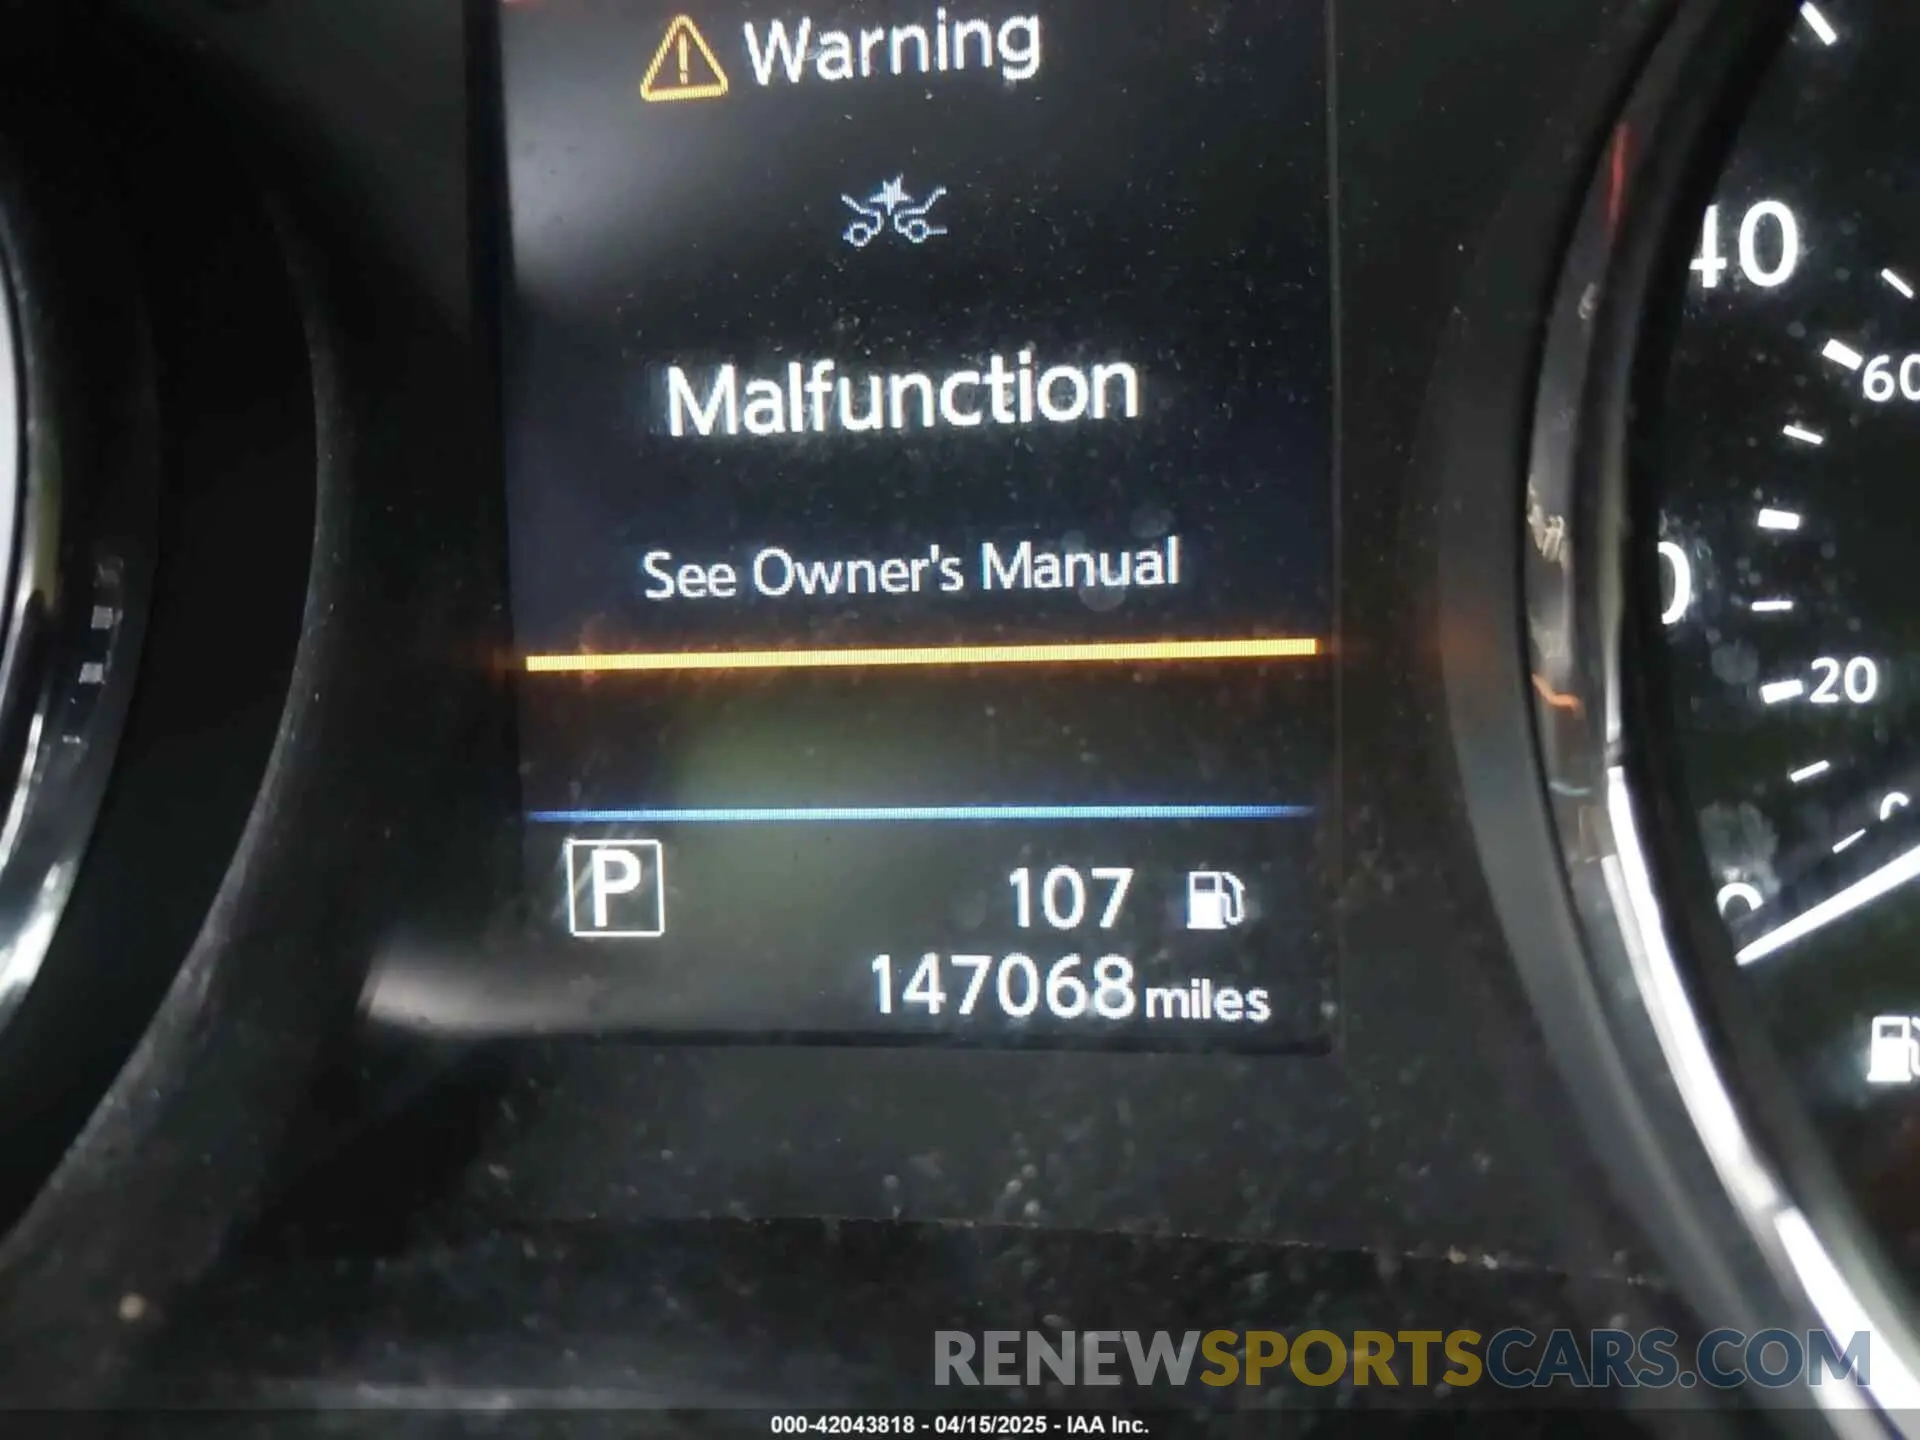 Warning
Malfunction
See Owner's Manual
P
107
147068 miles
40
60
20
0
RENEWSPORTSCARS.COM
000-42043818 - 04/15/2025 - IAA Inc.